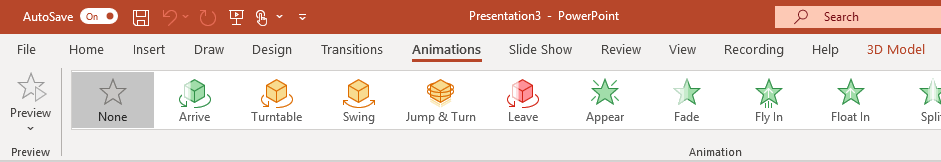 AutoSave On Presentation3 - PowerPoint Search
File Home Insert Draw Design Transitions Animations Slide Show Review View Recording Help 3D Model
Preview None Arrive Turntable Swing Jump & Turn Leave Appear Fade Fly In Float In Split
Preview Animation